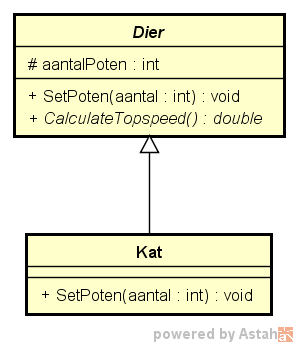 Dier
# aantalPoten : int
+ SetPoten(aantal : int) : void
+ CalculateTopspeed() : double
Kat
+ SetPoten(aantal : int) : void
powered by Astah